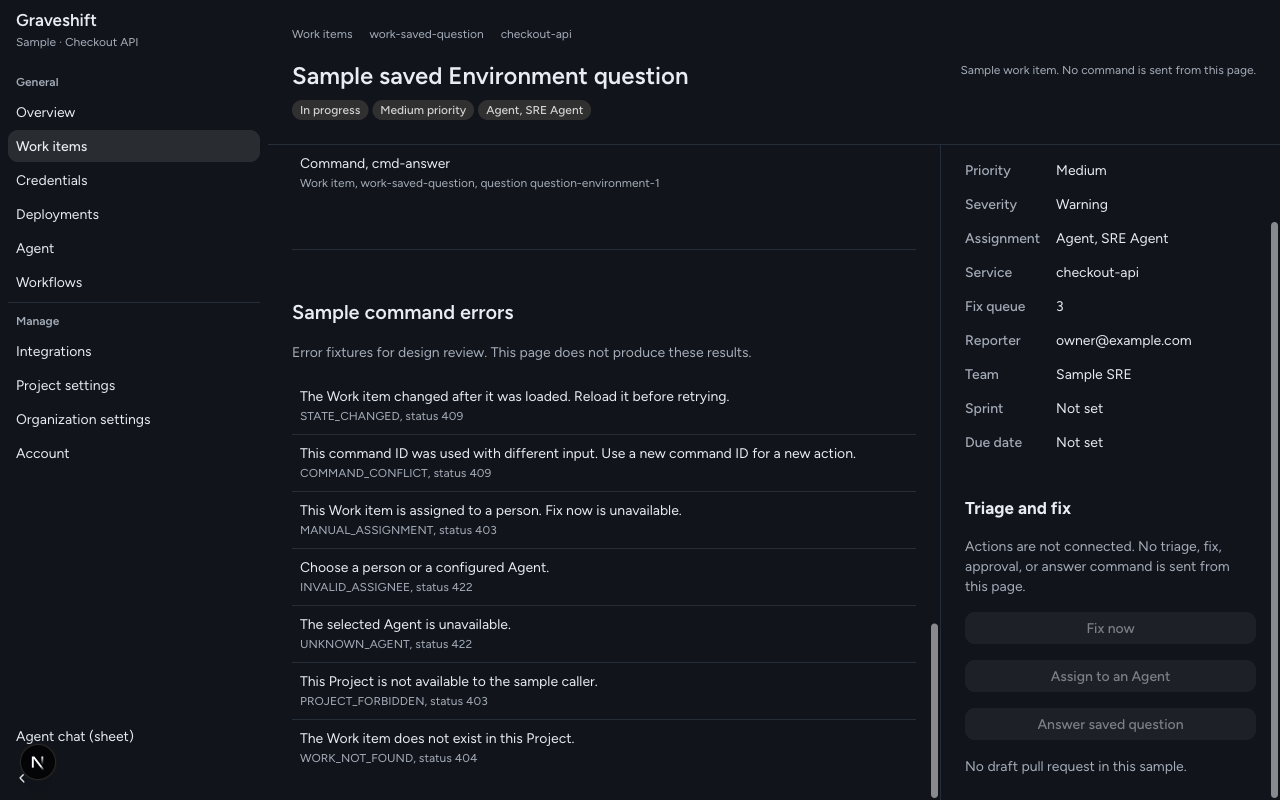 Graveshift
Sample · Checkout API
General
Overview
Work items
Credentials
Deployments
Agent
Workflows
Manage
Integrations
Project settings
Organization settings
Account
Agent chat (sheet)
N
Work items work-saved-question checkout-api
Sample saved Environment question
In progress Medium priority Agent, SRE Agent
Sample work item. No command is sent from this page.
Command, cmd-answer
Work item, work-saved-question, question question-environment-1
Sample command errors
Error fixtures for design review. This page does not produce these results.
The Work item changed after it was loaded. Reload it before retrying.
STATE_CHANGED, status 409
This command ID was used with different input. Use a new command ID for a new action.
COMMAND_CONFLICT, status 409
This Work item is assigned to a person. Fix now is unavailable.
MANUAL_ASSIGNMENT, status 403
Choose a person or a configured Agent.
INVALID_ASSIGNEE, status 422
The selected Agent is unavailable.
UNKNOWN_AGENT, status 422
This Project is not available to the sample caller.
PROJECT_FORBIDDEN, status 403
The Work item does not exist in this Project.
WORK_NOT_FOUND, status 404
Priority Medium
Severity Warning
Assignment Agent, SRE Agent
Service checkout-api
Fix queue 3
Reporter owner@example.com
Team Sample SRE
Sprint Not set
Due date Not set
Triage and fix
Actions are not connected. No triage, fix,
approval, or answer command is sent from
this page.
Fix now
Assign to an Agent
Answer saved question
No draft pull request in this sample.